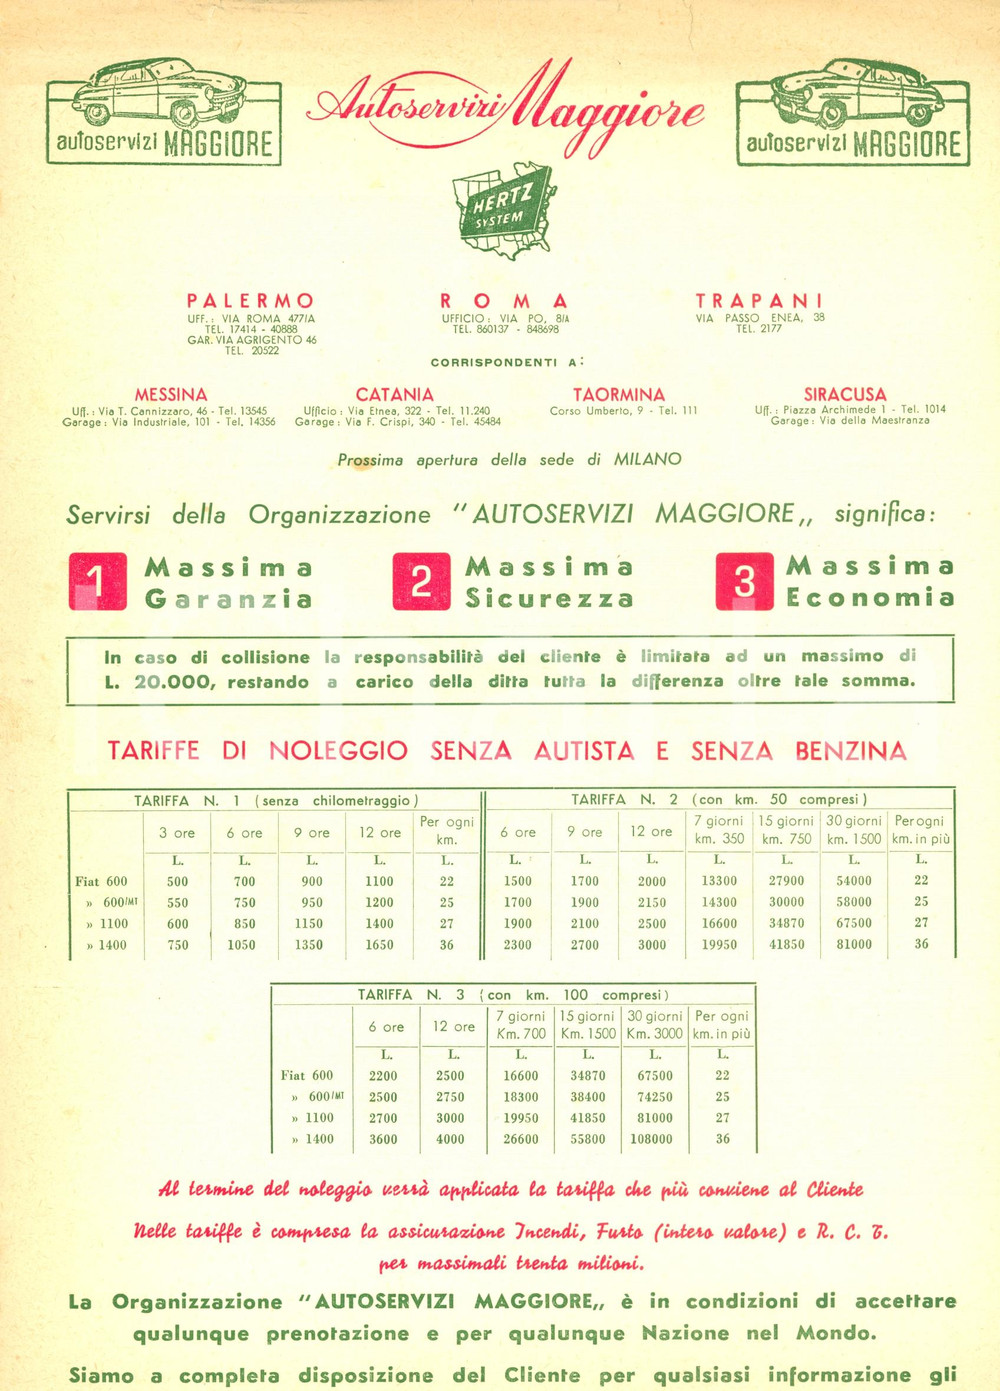 autoservizi MAGGIORE
Autoservizi Maggiore
autoservizi MAGGIORE
HERTZ
SYSTEM
PALERMO
UFF.: VIA ROMA 477/A
TEL. 17414 - 40888
GAR. VIA AGRIGENTO 46
TEL. 20522
ROMA
UFFICIO: VIA PO, 8/A
TEL. 860137 - 848698
TRAPANI
VIA PASSO ENEA, 38
TEL. 2177
CORRISPONDENTI A:
MESSINA
Uff.: Via T. Cannizzaro, 46 - Tel. 13545
Garage: Via Industriale, 101 - Tel. 14356
CATANIA
Ufficio: Via Etnea, 322 - Tel. 11.240
Garage: Via F. Crispi, 340 - Tel. 45484
TAORMINA
Corso Umberto, 9 - Tel. 111
SIRACUSA
Uff.: Piazza Archimede 1 - Tel. 1014
Garage: Via della Maestranza
Prossima apertura della sede di MILANO
Servirsi della Organizzazione "AUTOSERVIZI MAGGIORE„ significa:
1 Massima
Garanzia
2 Massima
Sicurezza
3 Massima
Economia
In caso di collisione la responsabilità del cliente è limitata ad un massimo di
L. 20.000, restando a carico della ditta tutta la differenza oltre tale somma.
TARIFFE DI NOLEGGIO SENZA AUTISTA E SENZA BENZINA
TARIFFA N. 1 (senza chilometraggio) TARIFFA N. 2 (con km. 50 compresi)
3 ore 6 ore 9 ore 12 ore Per ogni km. 6 ore 9 ore 12 ore 7 giorni km. 350 15 giorni km. 750 30 giorni km. 1500 Per ogni km. in più
L. L. L. L. L. L. L. L. L. L. L. L.
Fiat 600 500 700 900 1100 22 1500 1700 2000 13300 27900 54000 22
» 600/MT 550 750 950 1200 25 1700 1900 2150 14300 30000 58000 25
» 1100 600 850 1150 1400 27 1900 2100 2500 16600 34870 67500 27
» 1400 750 1050 1350 1650 36 2300 2700 3000 19950 41850 81000 36
TARIFFA N. 3 (con km. 100 compresi)
6 ore 12 ore 7 giorni Km. 700 15 giorni Km. 1500 30 giorni Km. 3000 Per ogni km. in più
L. L. L. L. L. L.
Fiat 600 2200 2500 16600 34870 67500 22
» 600/MT 2500 2750 18300 38400 74250 25
» 1100 2700 3000 19950 41850 81000 27
» 1400 3600 4000 26600 55800 108000 36
Al termine del noleggio verrà applicata la tariffa che più conviene al Cliente
Nelle tariffe è compresa la assicurazione Incendi, Furto (intero valore) e R. C. T.
per massimali trenta milioni.
La Organizzazione "AUTOSERVIZI MAGGIORE„ è in condizioni di accettare
qualunque prenotazione e per qualunque Nazione nel Mondo.
Siamo a completa disposizione del Cliente per qualsiasi informazione gli